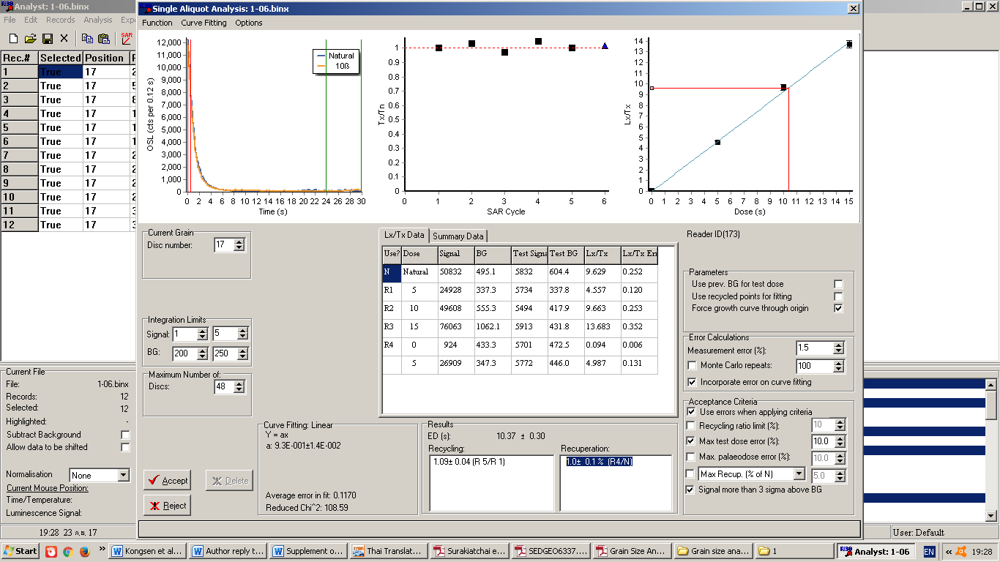 Analyst: 1-06.binx
File Edit Records Analysis Expo
SAR
Rec.# Selected Position
1 True 17
2 True 17
3 True 17
4 True 17
5 True 17
6 True 17
7 True 17
8 True 17
9 True 17
10 True 17
11 True 17
12 True 17
Current File
File: 1-06.binx
Records: 12
Selected: 12
Highlighted: -
Subtract Background
Allow data to be shifted
Normalisation None
Current Mouse Position:
Time/Temperature:
Luminescence Signal:
19:28 23 ก.ย. 17
User: Default
Single Aliquot Analysis: 1-06.binx
Function Curve Fitting Options
OSL (cts per 0.12 s)
12,000
11,000
10,000
9,000
8,000
7,000
6,000
5,000
4,000
3,000
2,000
1,000
0
0 2 4 6 8 10 12 14 16 18 20 22 24 26 28 30
Time (s)
Natural
10ß
Tx/Tn
1
0.9
0.8
0.7
0.6
0.5
0.4
0.3
0.2
0.1
0
0 1 2 3 4 5 6
SAR Cycle
Lx/Tx
14
13
12
11
10
9
8
7
6
5
4
3
2
1
0
0 1 2 3 4 5 6 7 8 9 10 11 12 13 14 15
Dose (s)
Current Grain
Disc number: 17
Integration Limits
Signal: 1 5
BG: 200 250
Maximum Number of:
Discs: 48
Accept
Delete
Reject
Lx/Tx Data Summary Data
Use? Dose Signal BG Test Signa Test BG Lx/Tx Lx/Tx Err
N Natural 50832 495.1 5832 604.4 9.629 0.252
R1 5 24928 337.3 5734 337.8 4.557 0.120
R2 10 49608 555.3 5494 417.9 9.663 0.253
R3 15 76063 1062.1 5913 431.8 13.683 0.352
R4 0 924 433.3 5701 472.5 0.094 0.006
5 26909 347.3 5772 446.0 4.987 0.131
Curve Fitting: Linear
Y = ax
a: 9.3E-001±1.4E-002
Average error in fit: 0.1170
Reduced Chi^2: 108.59
Results
ED (s): 10.37 ± 0.30
Recycling:
1.09± 0.04 (R 5/R 1)
Recuperation:
1.0± 0.1 % (R4/N)
Reader ID(173)
Parameters
Use prev. BG for test dose
Use recycled points for fitting
Force growth curve through origin
Error Calculations
Measurement error (%): 1.5
Monte Carlo repeats: 100
Incorporate error on curve fitting
Acceptance Criteria
Use errors when applying criteria
Recycling ratio limit (%): 10
Max test dose error (%): 10.0
Max. palaeodose error (%): 10.0
Max Recup. (% of N) 5.0
Signal more than 3 sigma above BG
Start
Kongsen et al...
Author reply t...
Supplement o...
Thai Translat...
Surakiatchai e...
SEDGEO6337....
Grain Size An...
Grain size ana...
1
Analyst: 1-06
EN
19:28